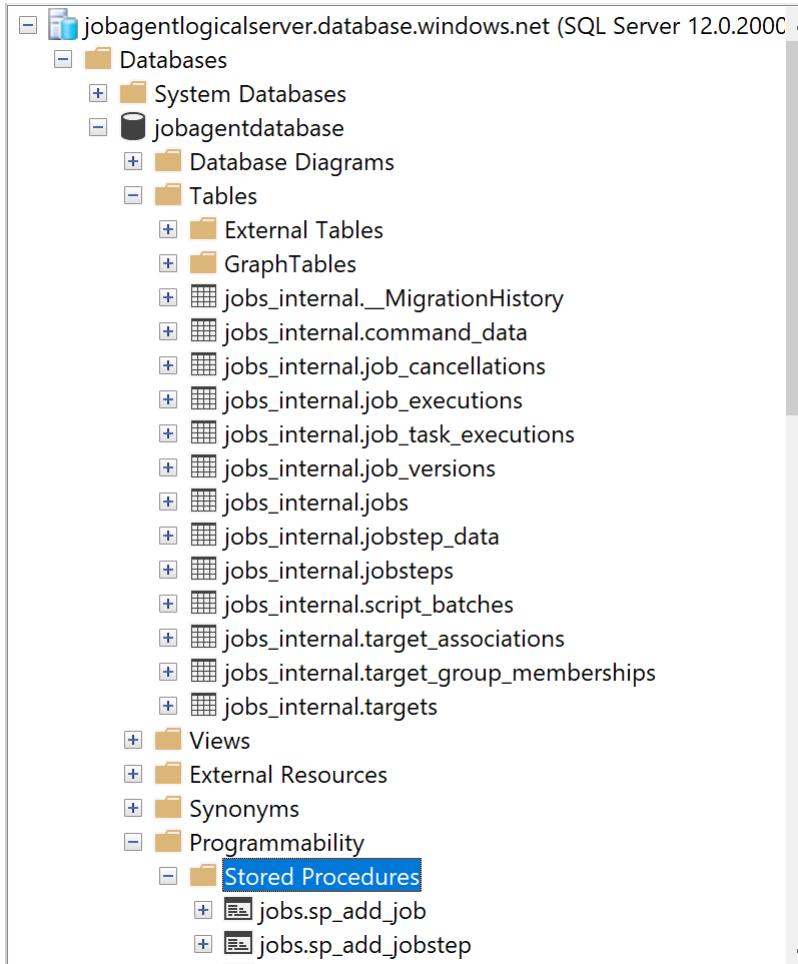 jobagentlogicalserver.database.windows.net (SQL Server 12.0.2000
Databases
System Databases
jobagentdatabase
Database Diagrams
Tables
External Tables
GraphTables
jobs_internal.__MigrationHistory
jobs_internal.command_data
jobs_internal.job_cancellations
jobs_internal.job_executions
jobs_internal.job_task_executions
jobs_internal.job_versions
jobs_internal.jobs
jobs_internal.jobstep_data
jobs_internal.jobsteps
jobs_internal.script_batches
jobs_internal.target_associations
jobs_internal.target_group_memberships
jobs_internal.targets
Views
External Resources
Synonyms
Programmability
Stored Procedures
jobs.sp_add_job
jobs.sp_add_jobstep